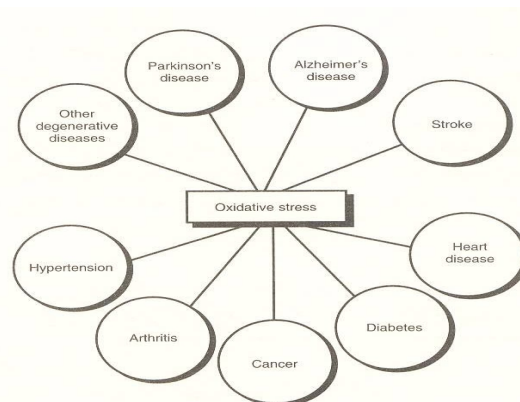 Parkinson's
disease
Alzheimer's
disease
Other
degenerative
diseases
Stroke
Oxidative stress
Hypertension
Heart
disease
Arthritis
Cancer
Diabetes